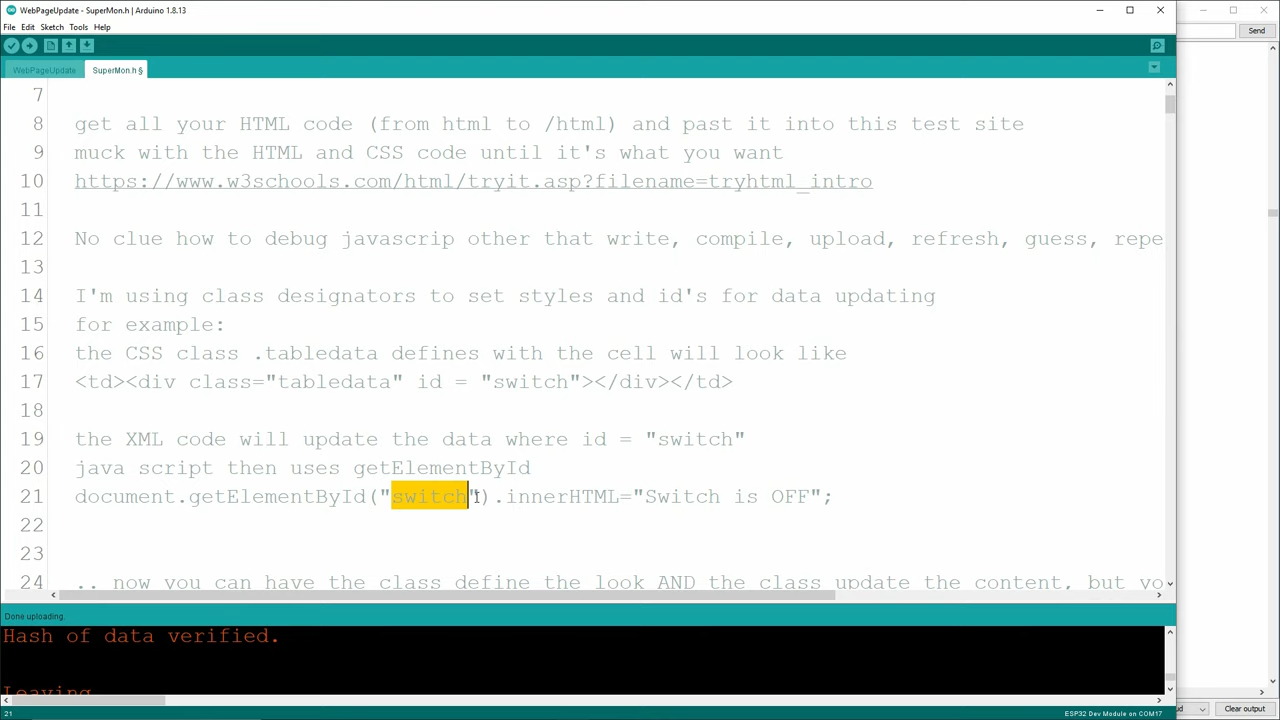 WebPageUpdate - SuperMon.h | Arduino 1.8.13
File Edit Sketch Tools Help
Send
WebPageUpdate SuperMon.h §
7
8 get all your HTML code (from html to /html) and past it into this test site
9 muck with the HTML and CSS code until it's what you want
10 https://www.w3schools.com/html/tryit.asp?filename=tryhtml_intro
11
12 No clue how to debug javascrip other that write, compile, upload, refresh, guess, repe
13
14 I'm using class designators to set styles and id's for data updating
15 for example:
16 the CSS class .tabledata defines with the cell will look like
17 <td><div class="tabledata" id = "switch"></div></td>
18
19 the XML code will update the data where id = "switch"
20 java script then uses getElementById
21 document.getElementById("switch").innerHTML="Switch is OFF";
22
23
24 .. now you can have the class define the look AND the class update the content, but yo
Done uploading.
Hash of data verified.
Leaving
21
ESP32 Dev Module on COM17
ud
Clear output